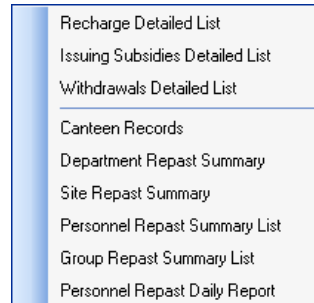 Recharge Detailed List
Issuing Subsidies Detailed List
Withdrawals Detailed List
Canteen Records
Department Repast Summary
Site Repast Summary
Personnel Repast Summary List
Group Repast Summary List
Personnel Repast Daily Report